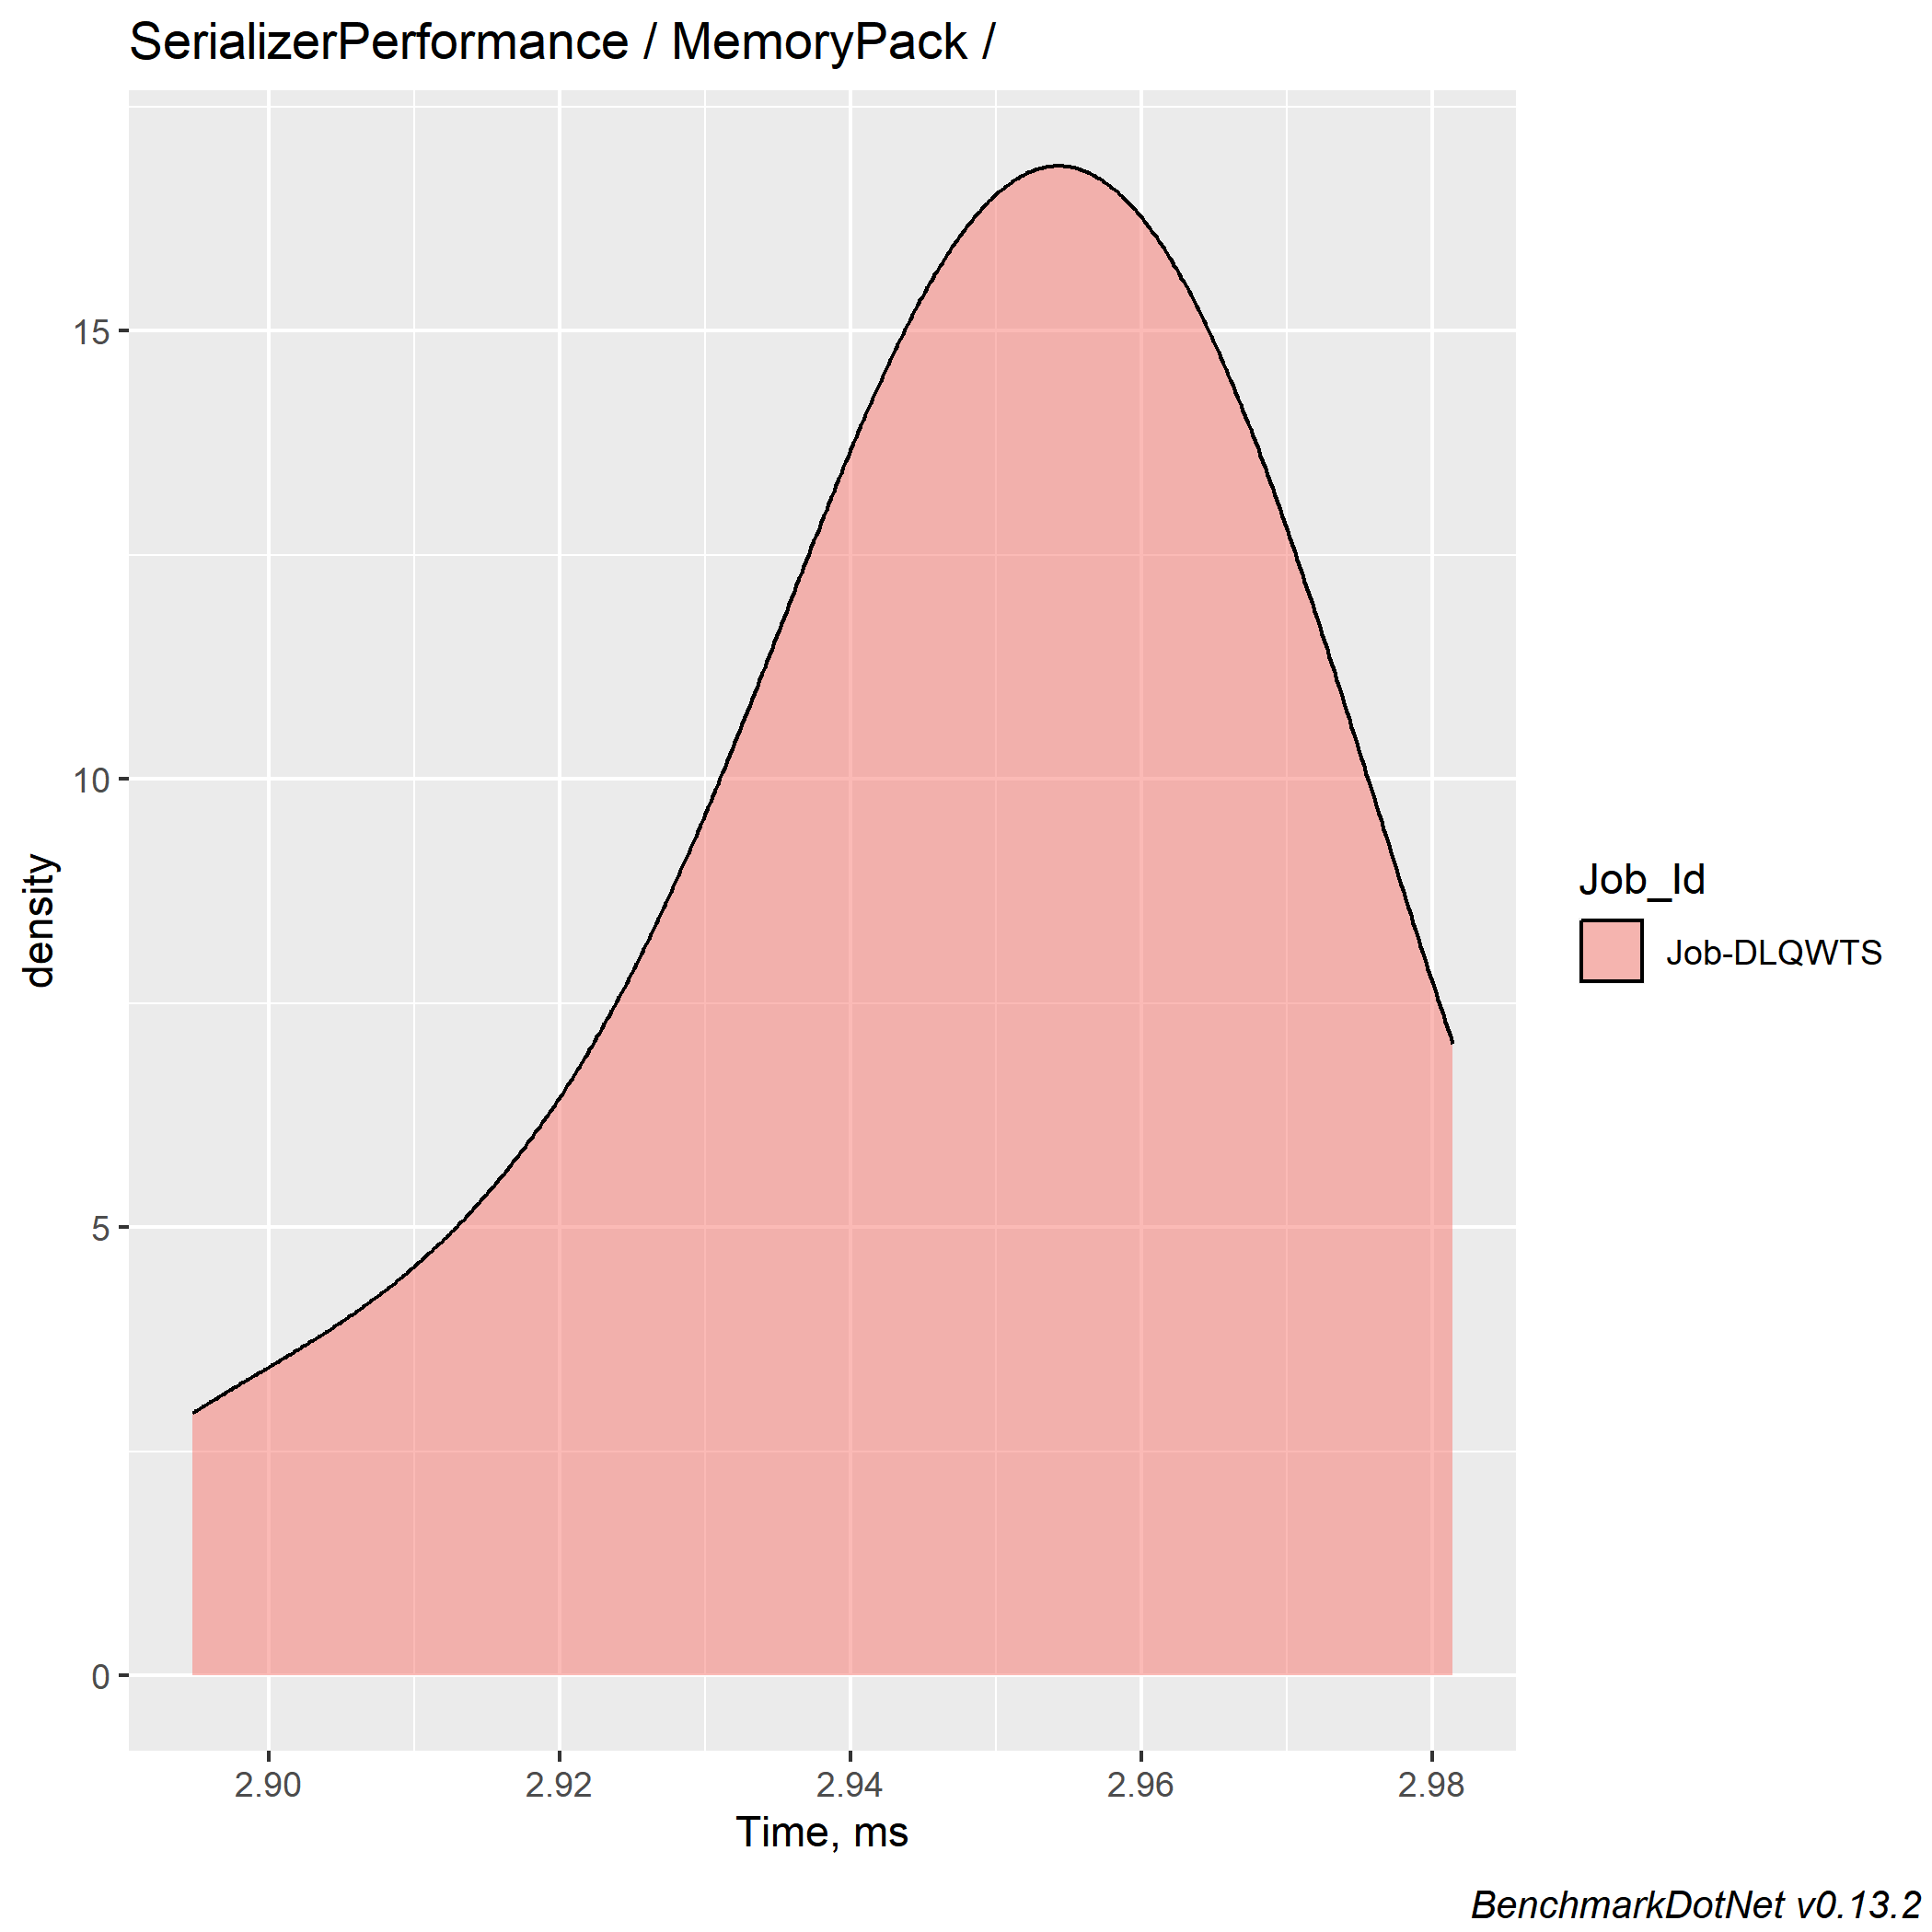 SerializerPerformance / MemoryPack /
15
10
5
0
density
2.90 2.92 2.94 2.96 2.98
Time, ms
Job_Id
Job-DLQWTS
BenchmarkDotNet v0.13.2